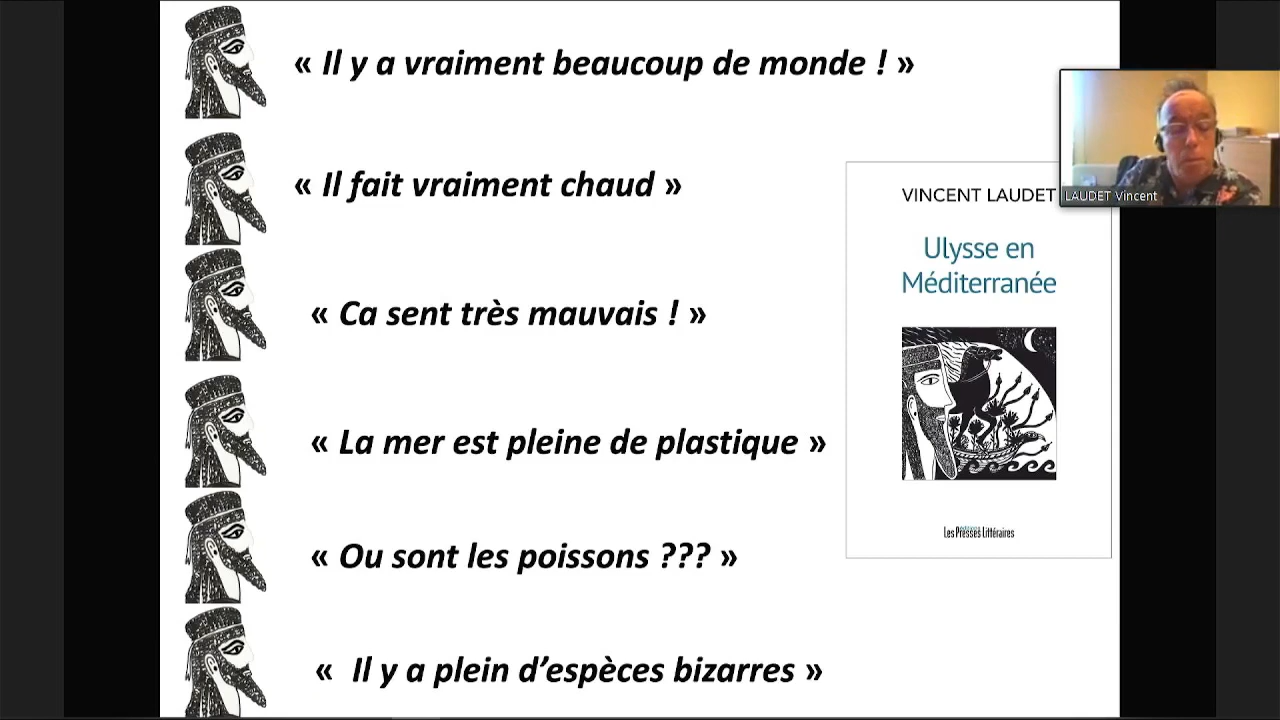 « Il y a vraiment beaucoup de monde ! »
« Il fait vraiment chaud »
« Ca sent très mauvais ! »
« La mer est pleine de plastique »
« Ou sont les poissons ??? »
« Il y a plein d’espèces bizarres »
LAUDET Vincent
VINCENT LAUDET
Ulysse en
Méditerranée
éditions
Les Presses Littéraires